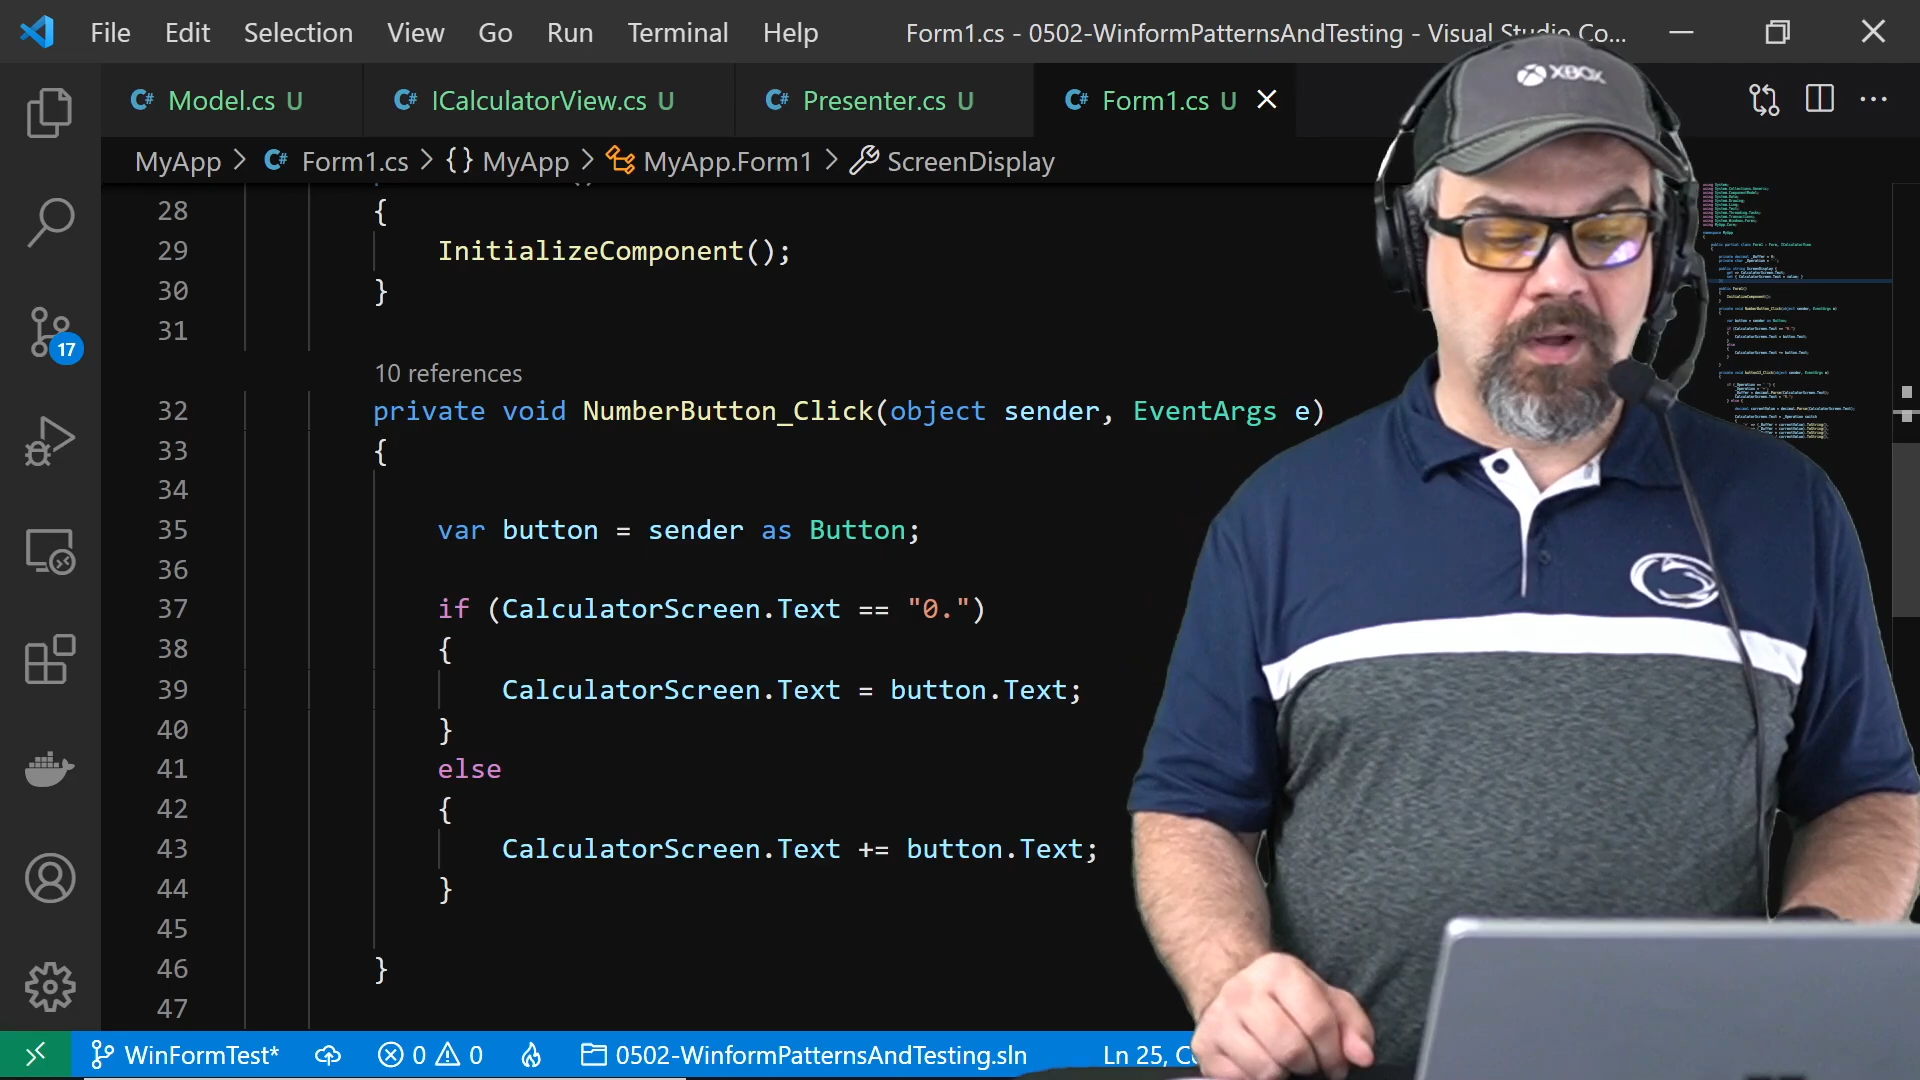 File Edit Selection View Go Run Terminal Help Form1.cs - 0502-WinformPatternsAndTesting - Visual Studio Co...
C# Model.cs U C# ICalculatorView.cs U C# Presenter.cs U C# Form1.cs U
MyApp > C# Form1.cs > {} MyApp > MyApp.Form1 > ScreenDisplay
28 {
29 InitializeComponent();
30 }
31
10 references
32 private void NumberButton_Click(object sender, EventArgs e)
33 {
34
35 var button = sender as Button;
36
37 if (CalculatorScreen.Text == "0.")
38 {
39 CalculatorScreen.Text = button.Text;
40 }
41 else
42 {
43 CalculatorScreen.Text += button.Text;
44 }
45
46 }
47
17
XBOX
WinFormTest* 0 0 0502-WinformPatternsAndTesting.sln Ln 25,